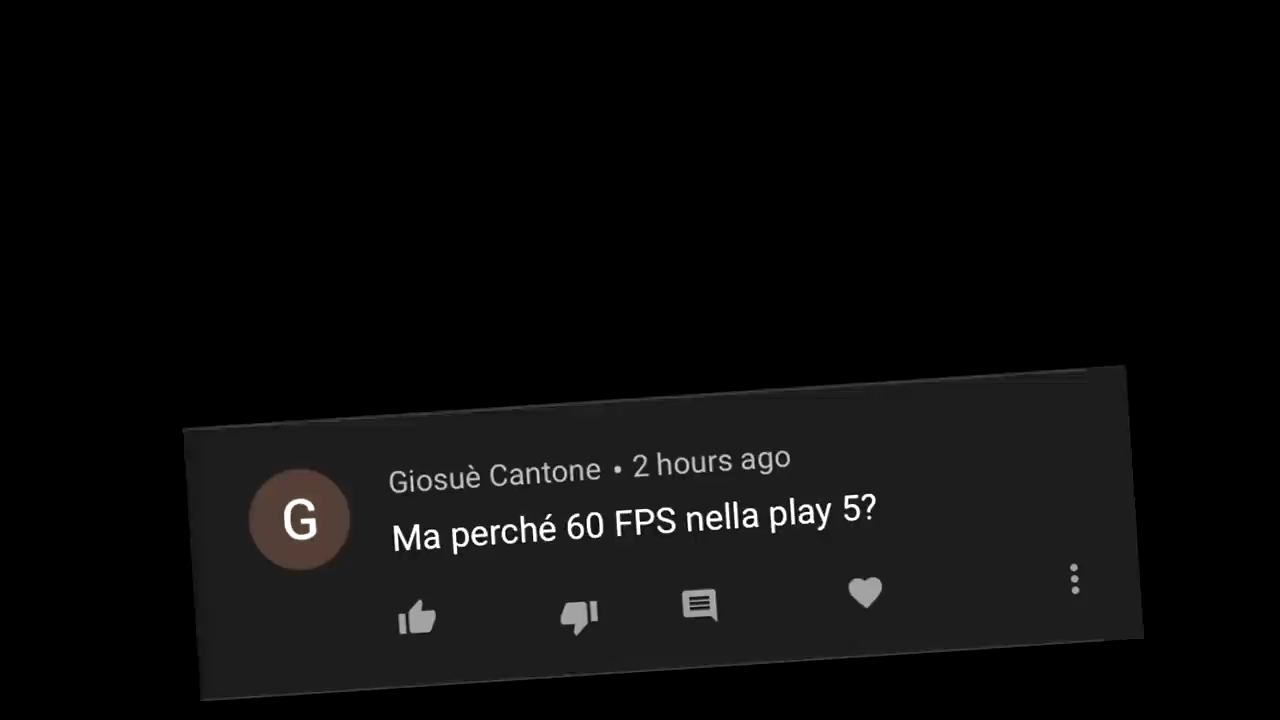 G
Giosuè Cantone • 2 hours ago
Ma perché 60 FPS nella play 5?